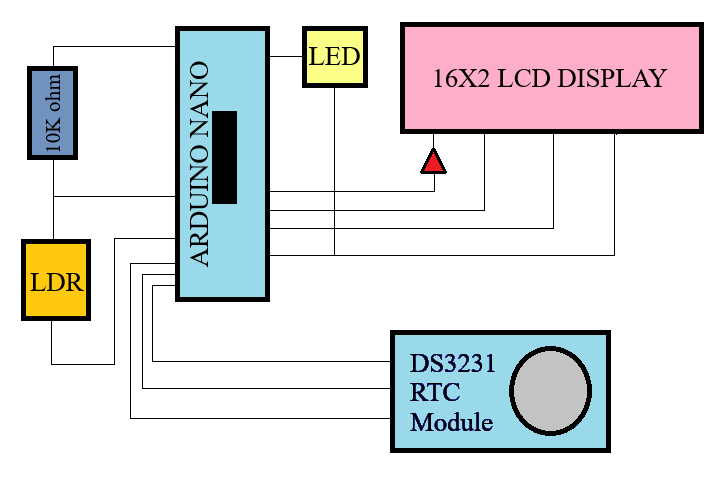 LED
16X2 LCD DISPLAY
10K ohm
ARDUINO NANO
LDR
DS3231
RTC
Module